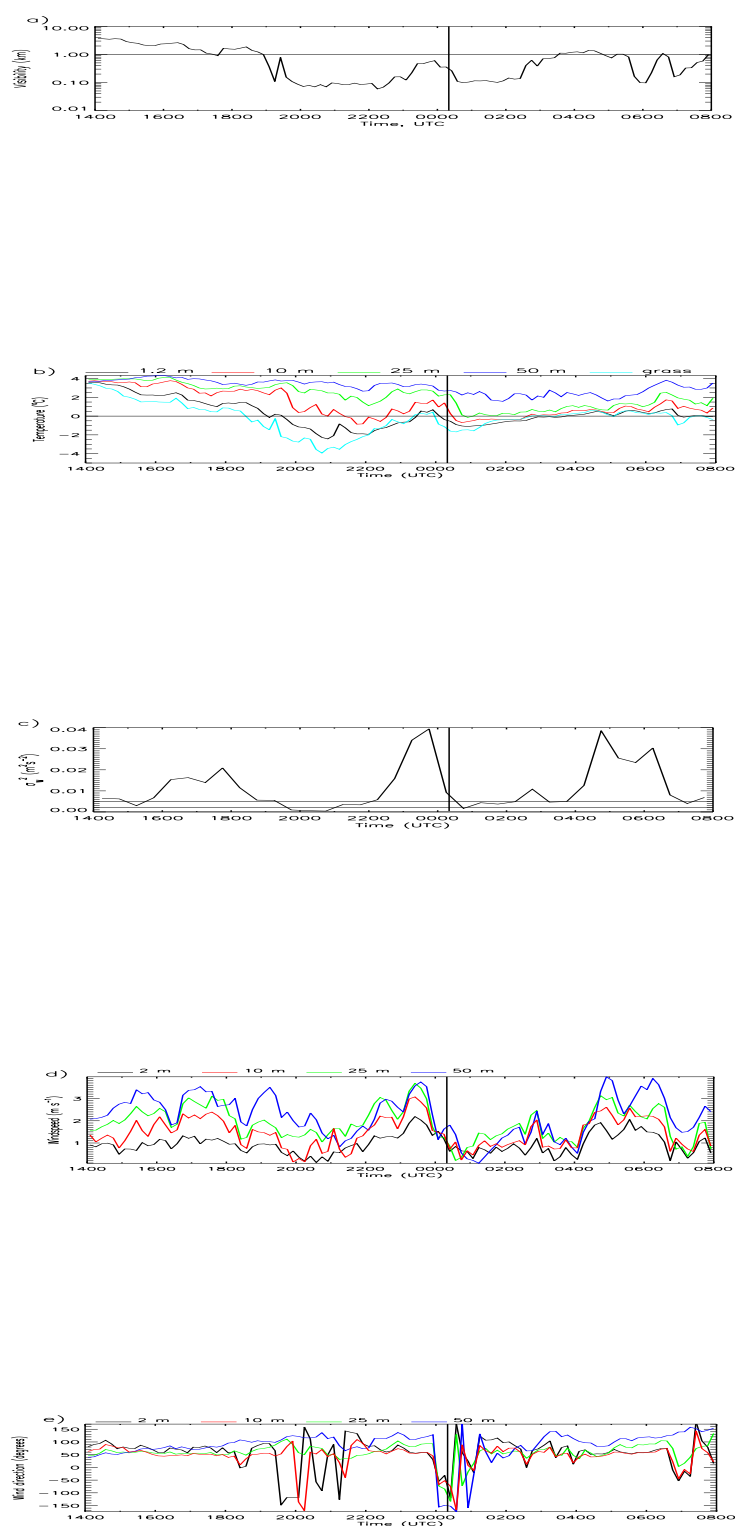 a)
10.00
1.00
0.10
0.01
Visibility (km)
1400 1600 1800 2000 2200 0000 0200 0400 0600 0800
Time, UTC
b)
1.2 m 10 m 25 m 50 m grass
4
2
0
−2
−4
Temperature (°C)
1400 1600 1800 2000 2200 0000 0200 0400 0600 0800
Time (UTC)
c)
0.04
0.03
0.02
0.01
0.00
σw² (m²s⁻²)
1400 1600 1800 2000 2200 0000 0200 0400 0600 0800
Time (UTC)
d)
2 m 10 m 25 m 50 m
3
2
1
Windspeed (m s⁻¹)
1400 1600 1800 2000 2200 0000 0200 0400 0600 0800
Time (UTC)
e)
2 m 10 m 25 m 50 m
150
100
50
0
−50
−100
−150
Wind direction (degrees)
1400 1600 1800 2000 2200 0000 0200 0400 0600 0800
Time (UTC)